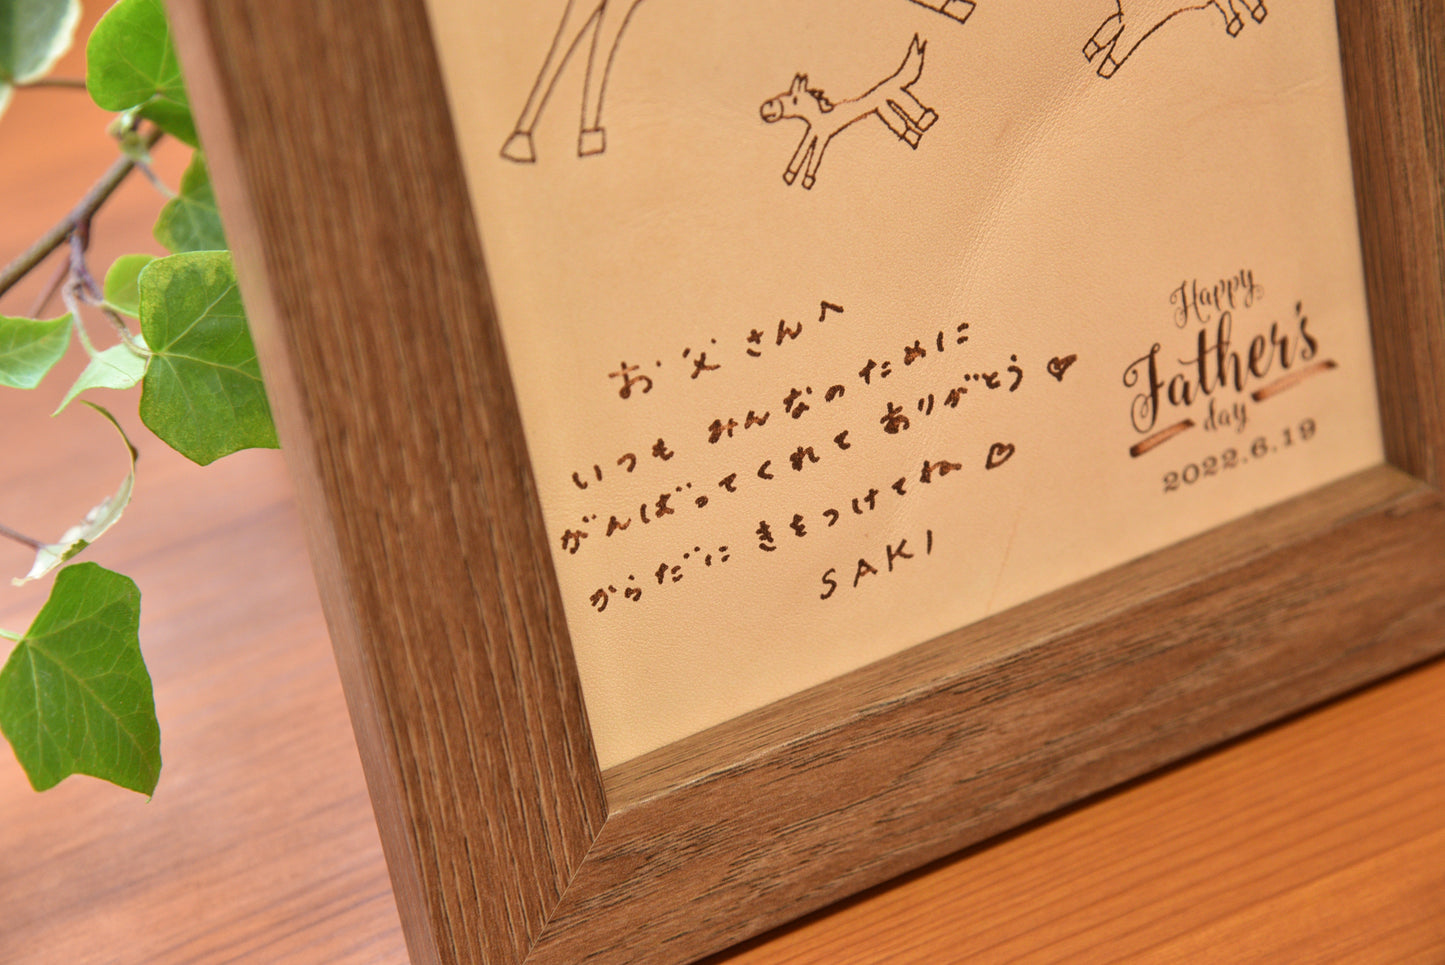 お父さんへ
いつも みんなのために
がんばってくれて ありがとう♥
からだに きをつけてね♡
SAKI
Happy
Father's
day
2022.6.19